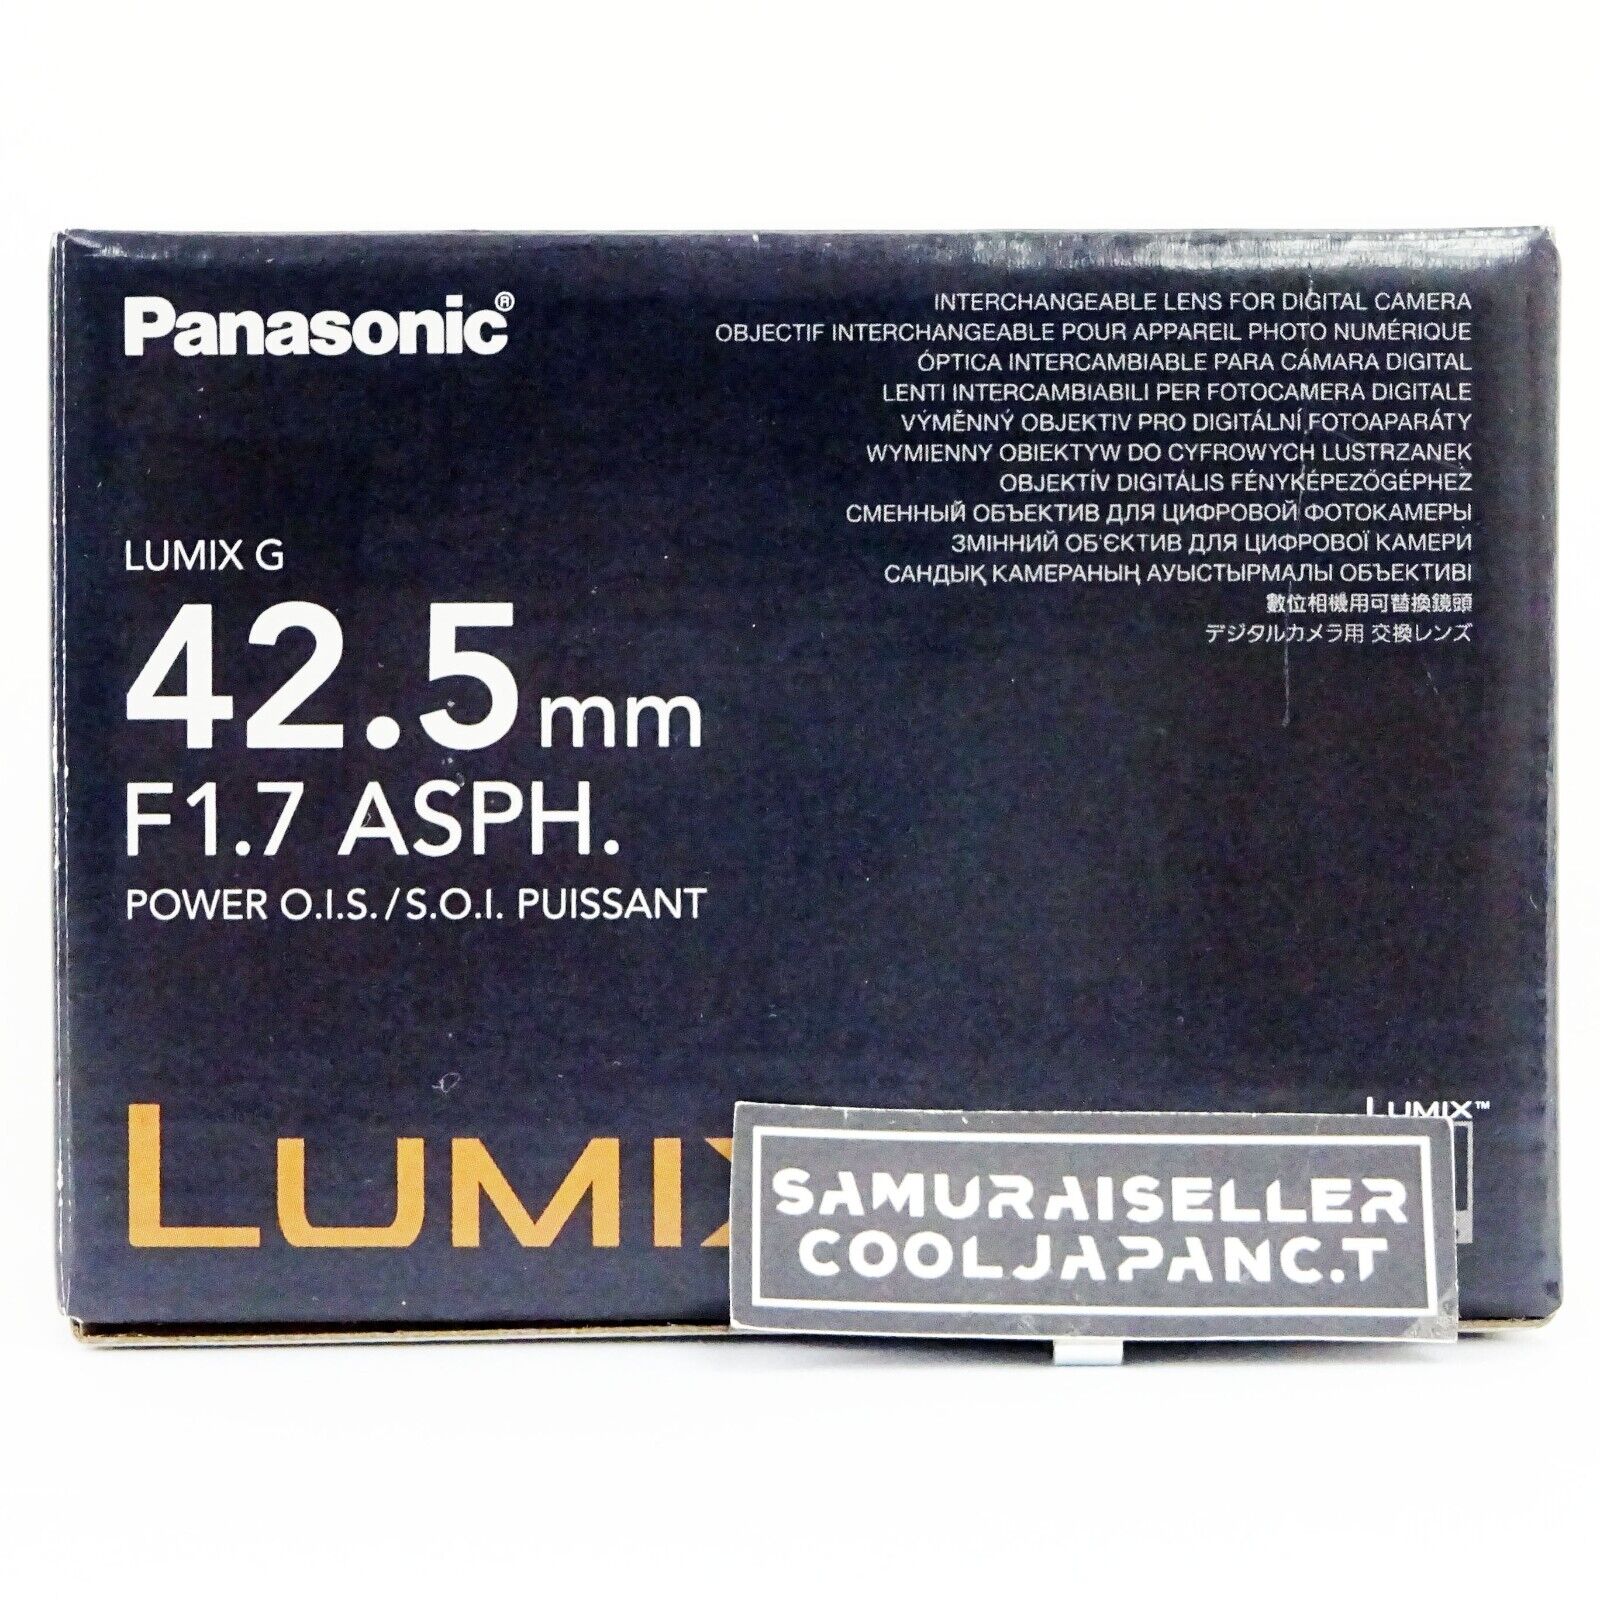 Panasonic®
INTERCHANGEABLE LENS FOR DIGITAL CAMERA
OBJECTIF INTERCHANGEABLE POUR APPAREIL PHOTO NUMÉRIQUE
ÓPTICA INTERCAMBIABLE PARA CÁMARA DIGITAL
LENTI INTERCAMBIABILI PER FOTOCAMERA DIGITALE
VÝMĚNNÝ OBJEKTIV PRO DIGITÁLNÍ FOTOAPARÁTY
WYMIENNY OBIEKTYW DO CYFROWYCH LUSTRZANEK
OBJEKTÍV DIGITÁLIS FÉNYKÉPEZŐGÉPHEZ
СМЕННЫЙ ОБЪЕКТИВ ДЛЯ ЦИФРОВОЙ ФОТОКАМЕРЫ
ЗМІННИЙ ОБ'ЄКТИВ ДЛЯ ЦИФРОВОЇ КАМЕРИ
САНДЫҚ КАМЕРАНЫҢ АУЫСТЫРМАЛЫ ОБЪЕКТИВІ
數位相機用可替換鏡頭
デジタルカメラ用 交換レンズ
LUMIX G
42.5mm
F1.7 ASPH.
POWER O.I.S./S.O.I. PUISSANT
LUMIX
LUMIX™
SAMURAISELLER
COOLJAPANC.T